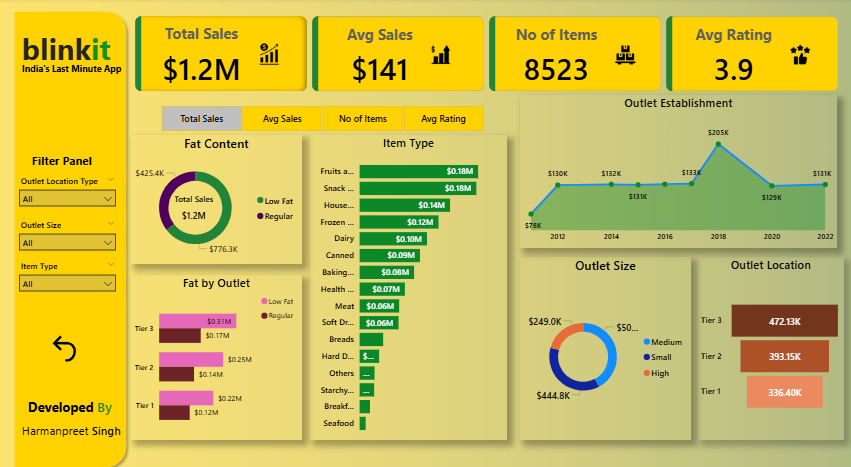 blinkit
India's Last Minute App
Filter Panel
Outlet Location Type
All
Outlet Size
All
Item Type
All
Developed By
Harmanpreet Singh
Total Sales
$1.2M
Avg Sales
$141
No of Items
8523
Avg Rating
3.9
Total Sales
Avg Sales
No of Items
Avg Rating
Fat Content
$425.4K
Total Sales
$1.2M
$776.3K
Low Fat
Regular
Fat by Outlet
Low Fat
Regular
Tier 3
$0.31M
$0.17M
Tier 2
$0.25M
$0.14M
Tier 1
$0.22M
$0.12M
Item Type
Fruits a... $0.18M
Snack ... $0.18M
House... $0.14M
Frozen ... $0.12M
Dairy $0.10M
Canned $0.09M
Baking... $0.08M
Health ... $0.07M
Meat $0.06M
Soft Dr... $0.06M
Breads
Hard D... $...
Others ...
Starchy... ...
Breakf...
Seafood
Outlet Establishment
$78K
$130K
$132K
$131K
$133K
$205K
$129K
$131K
2012 2014 2016 2018 2020 2022
Outlet Size
$249.0K
$50...
$444.8K
Medium
Small
High
Outlet Location
Tier 3 472.13K
Tier 2 393.15K
Tier 1 336.40K